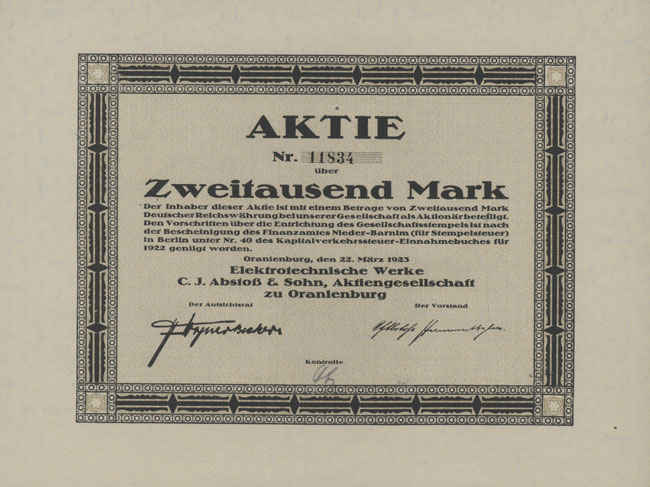 AKTIE
Nr. 11834
über
Zweitausend Mark
Der Inhaber dieser Aktie ist mit einem Betrage von Zweitausend Mark
Deutscher Reichswährung bei unserer Gesellschaft als Aktionär beteiligt.
Den Vorschriften über die Entrichtung des Gesellschaftsstempels ist nach
der Bescheinigung des Finanzamtes Nieder-Barnim (für Stempelsteuer)
in Berlin unter Nr. 40 des Kapitalverkehrssteuer-Einnahmebuches für
1922 genügt worden.
Oranienburg, den 22. März 1923
Elektrotechnische Werke
C. J. Abstoß & Sohn, Aktiengesellschaft
zu Oranienburg
Der Aufsichtsrat
Der Vorstand
Kontrolle